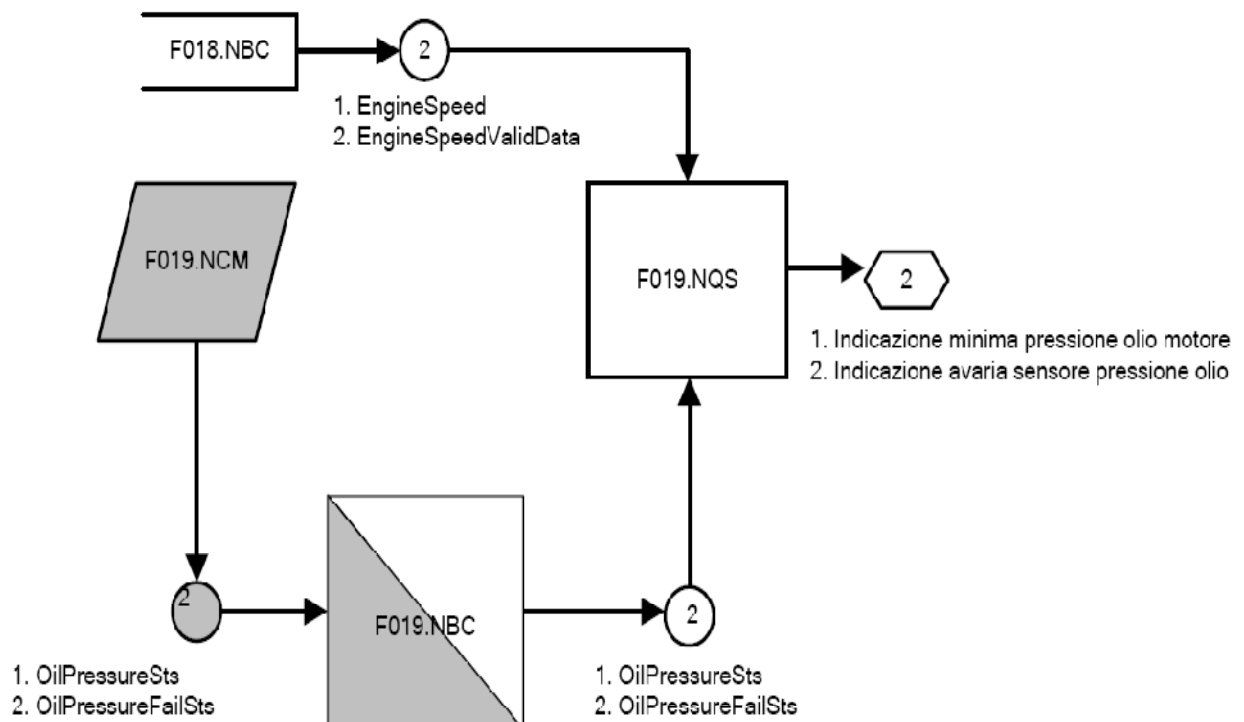 F018.NBC
2
1. EngineSpeed
2. EngineSpeedValidData
F019.NCM
F019.NQS
2
1. Indicazione minima pressione olio motore
2. Indicazione avaria sensore pressione olio
2
F019.NBC
2
1. OilPressureSts
2. OilPressureFailSts
1. OilPressureSts
2. OilPressureFailSts